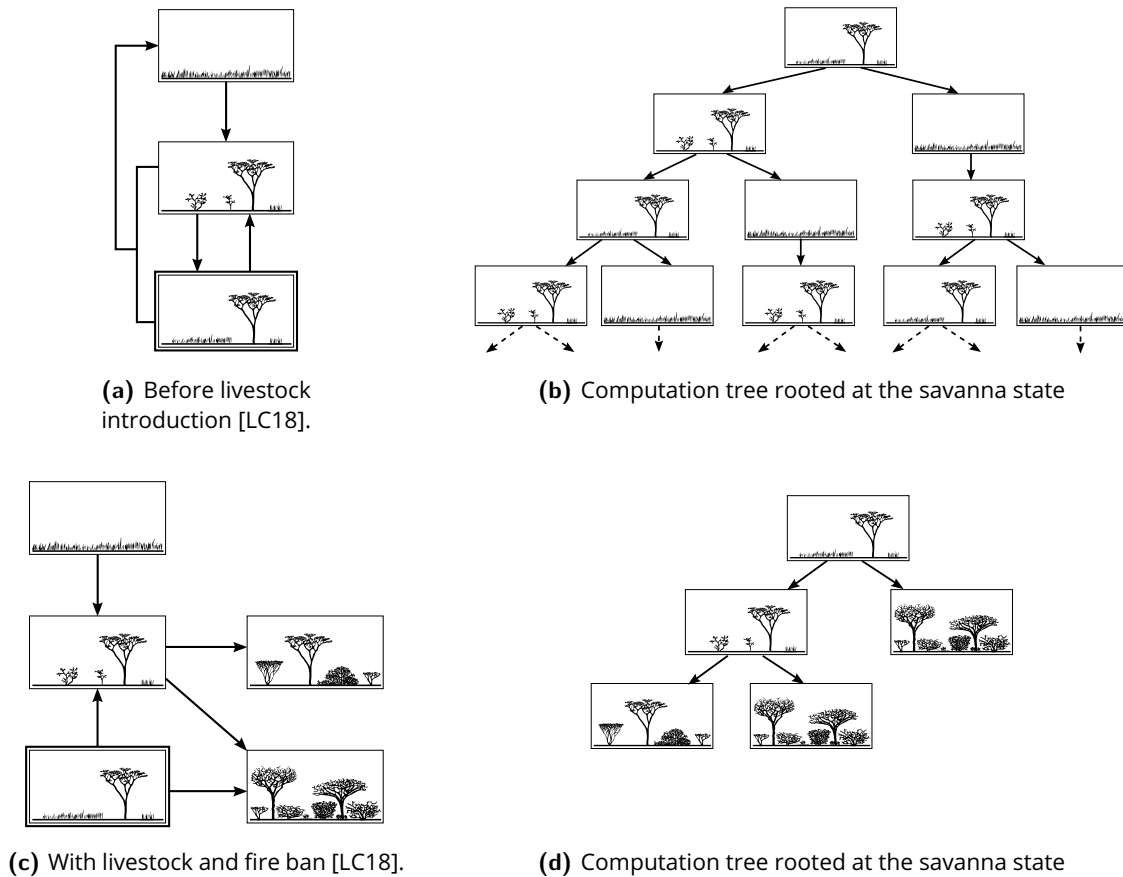 (a) Before livestock
introduction [LC18].
(b) Computation tree rooted at the savanna state
(c) With livestock and fire ban [LC18].
(d) Computation tree rooted at the savanna state